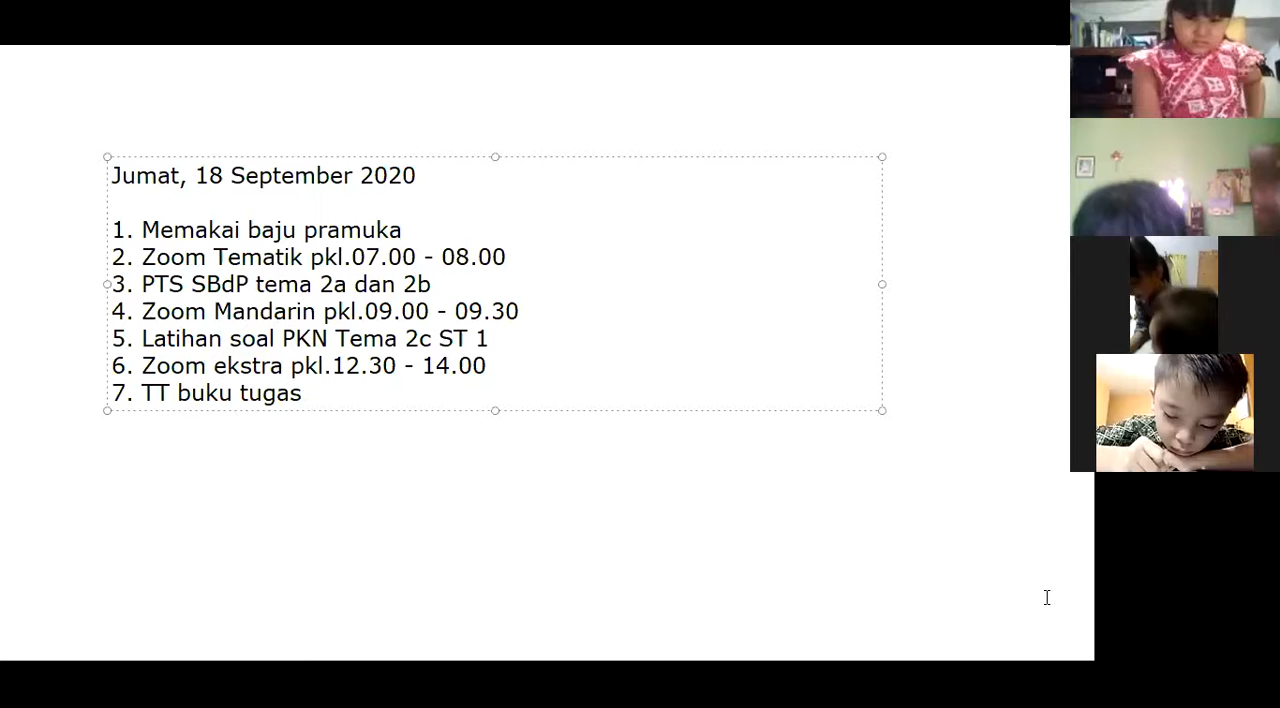 Jumat, 18 September 2020
1. Memakai baju pramuka
2. Zoom Tematik pkl.07.00 - 08.00
3. PTS SBdP tema 2a dan 2b
4. Zoom Mandarin pkl.09.00 - 09.30
5. Latihan soal PKN Tema 2c ST 1
6. Zoom ekstra pkl.12.30 - 14.00
7. TT buku tugas